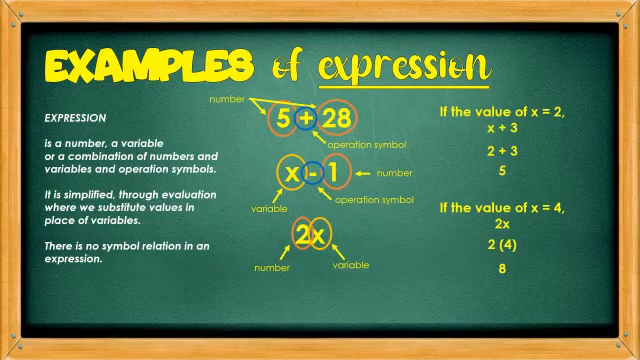 EXAMPLES of expression
EXPRESSION
is a number, a variable
or a combination of numbers and
variables and operation symbols.
It is simplified, through evaluation
where we substitute values in
place of variables.
There is no symbol relation in an
expression.
number
5 + 28
operation symbol
x - 1
number
variable
operation symbol
2x
number
variable
If the value of x = 2,
x + 3
2 + 3
5
If the value of x = 4,
2x
2 (4)
8